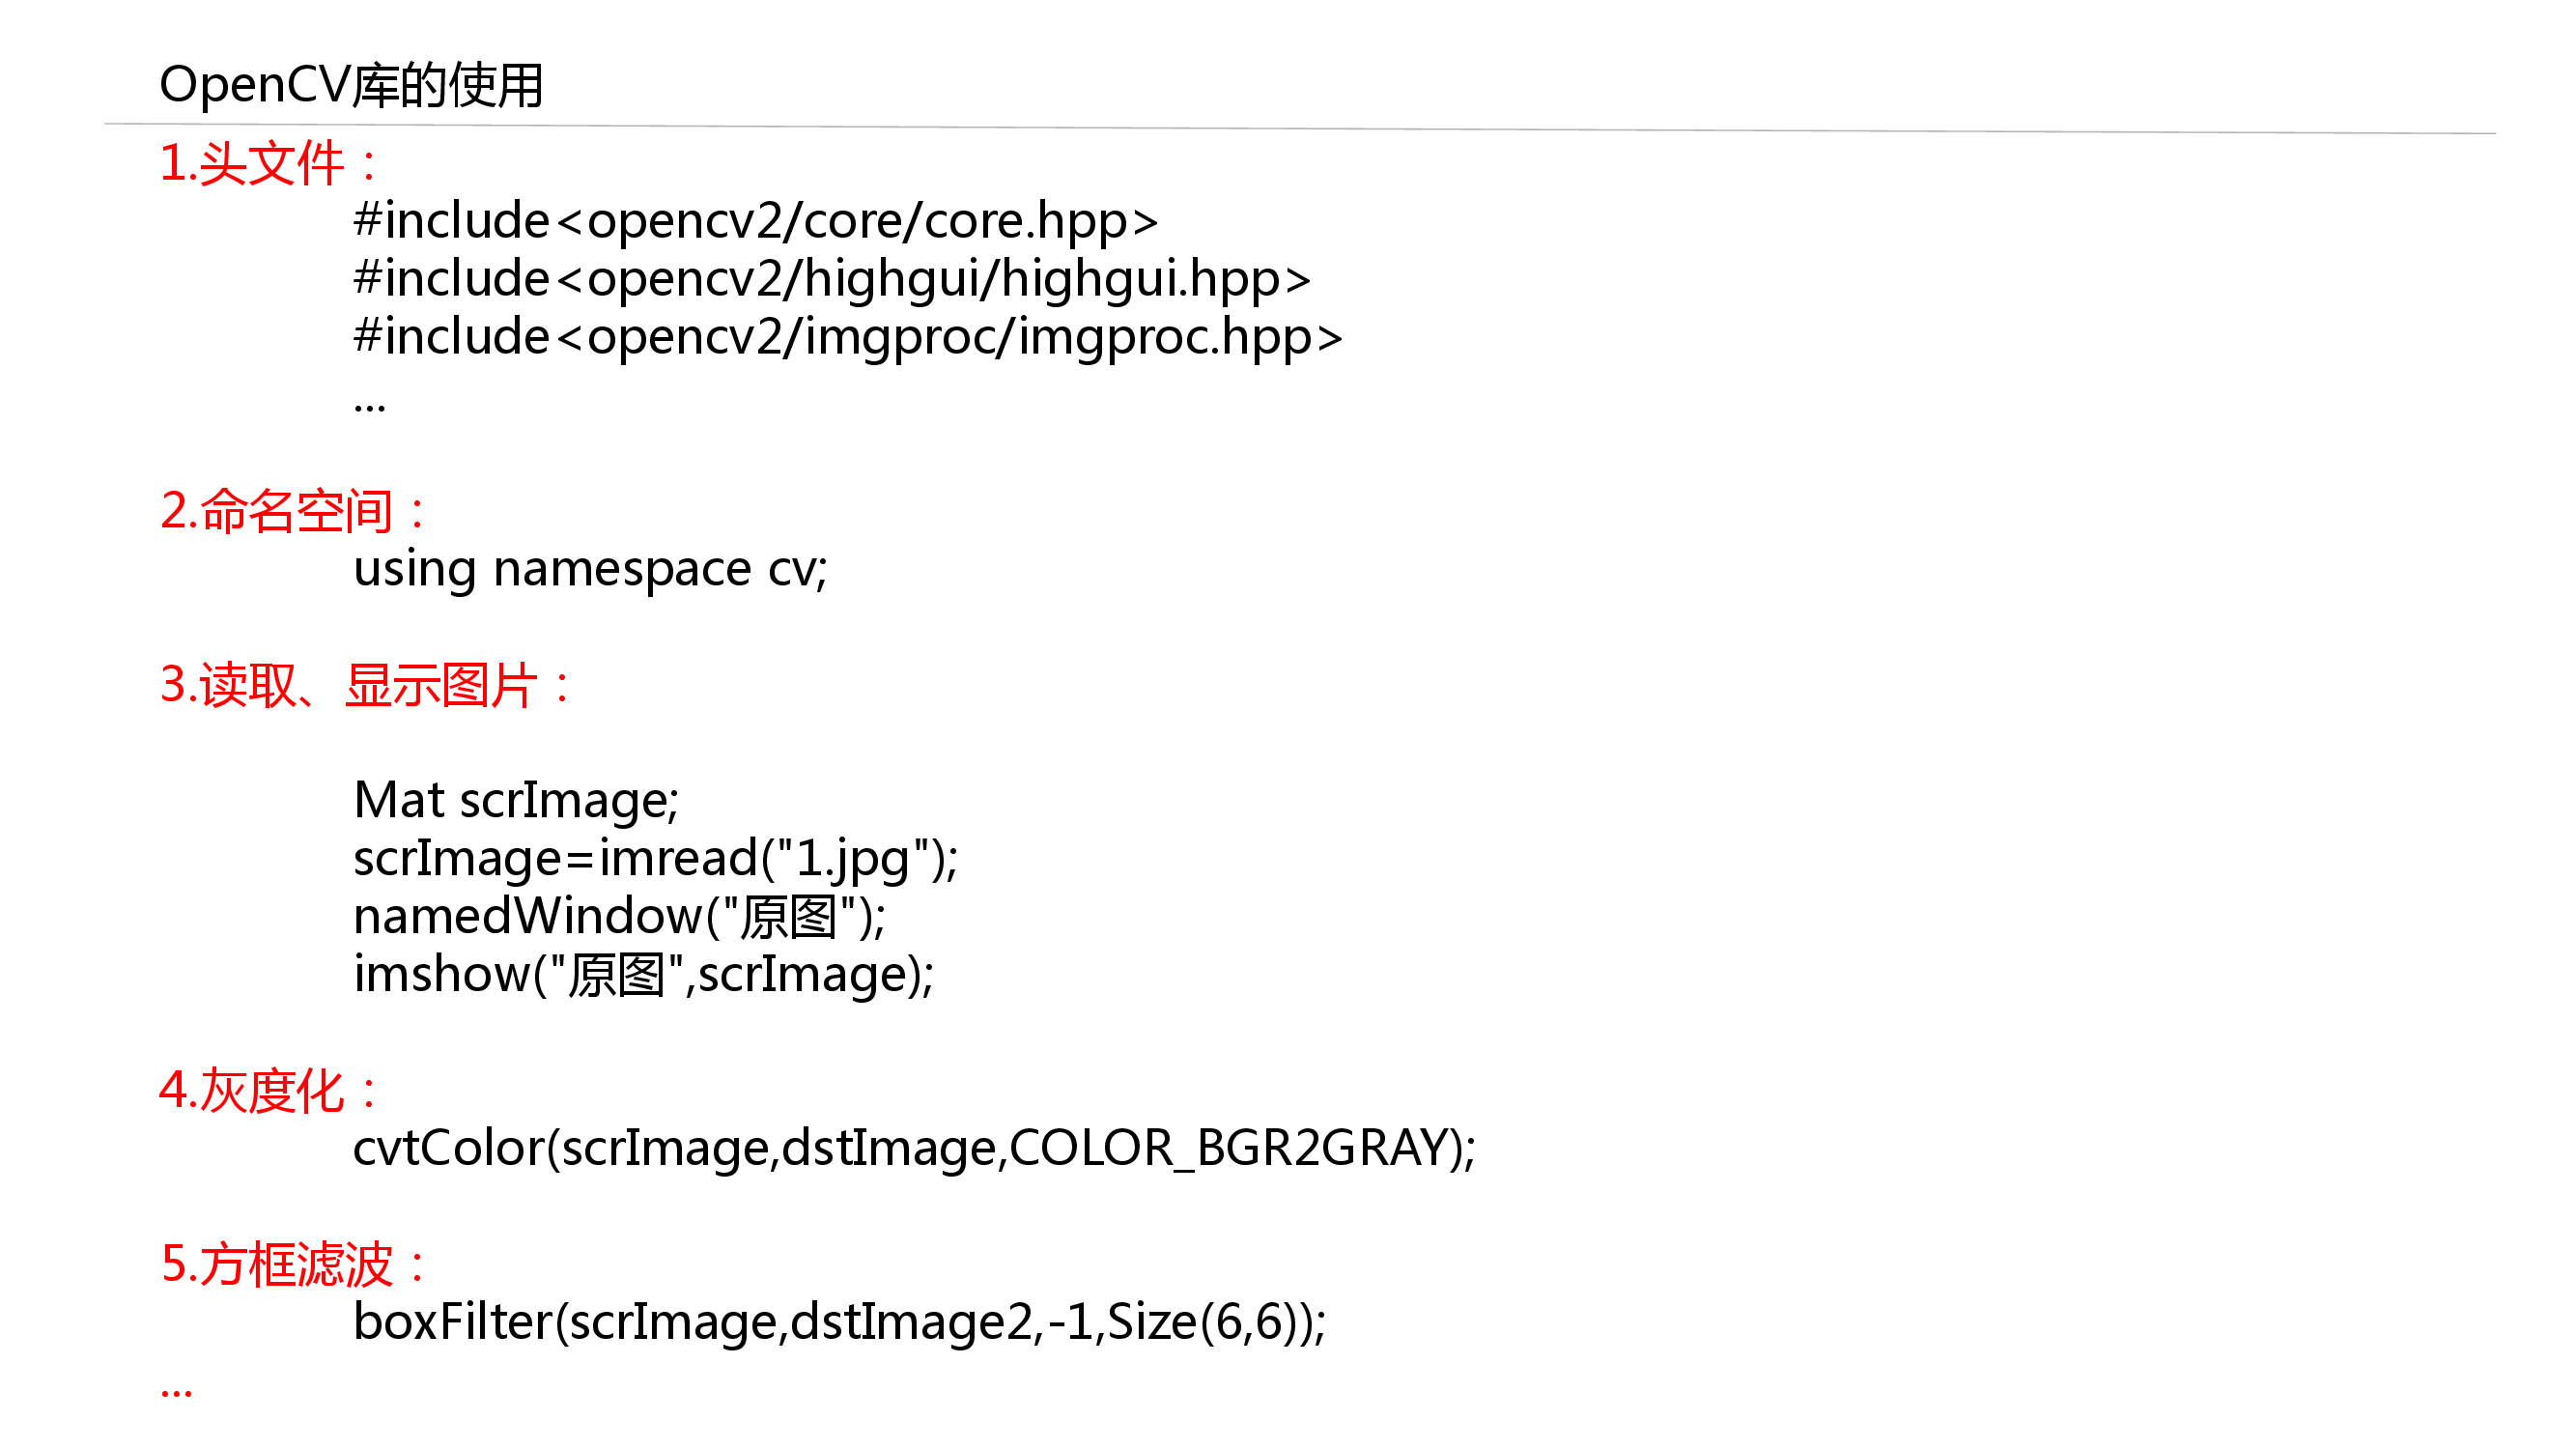 OpenCV库的使用
1.头文件：
#include<opencv2/core/core.hpp>
#include<opencv2/highgui/highgui.hpp>
#include<opencv2/imgproc/imgproc.hpp>
...
2.命名空间：
using namespace cv;
3.读取、显示图片：
Mat scrImage;
scrImage=imread("1.jpg");
namedWindow("原图");
imshow("原图",scrImage);
4.灰度化：
cvtColor(scrImage,dstImage,COLOR_BGR2GRAY);
5.方框滤波：
boxFilter(scrImage,dstImage2,-1,Size(6,6));
...